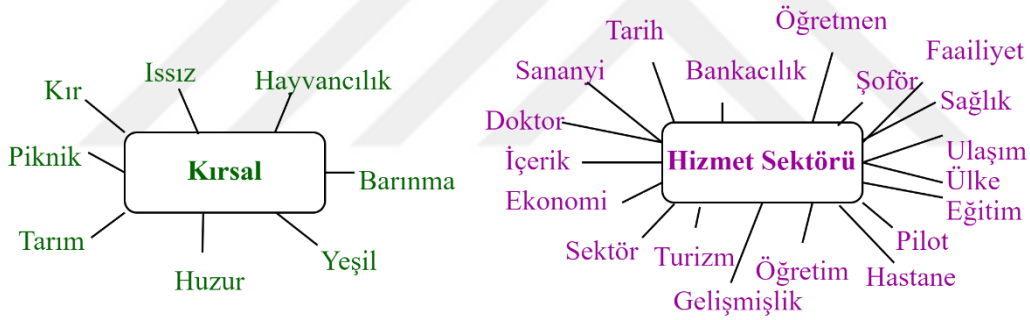 Issız
Hayvancılık
Kır
Piknik
Kırsal
Barınma
Tarım
Huzur
Yeşil
Öğretmen
Tarih
Faailiyet
Sananyi
Bankacılık
Şoför
Sağlık
Doktor
Ulaşım
İçerik
Hizmet Sektörü
Ülke
Ekonomi
Eğitim
Pilot
Sektör
Turizm
Öğretim
Hastane
Gelişmişlik